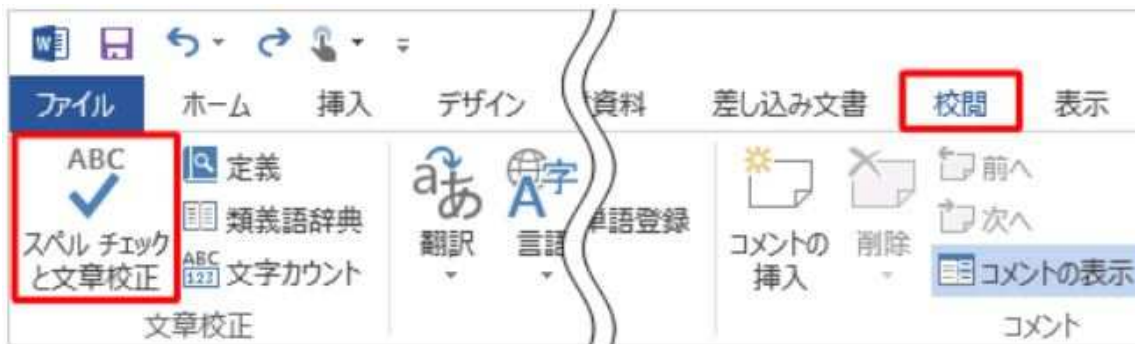 ファイル ホーム 挿入 デザイン 資料 差し込み文書 校閲 表示
ABC
スペル チェック
と文章校正
定義
類義語辞典
ABC
123
文字カウント
文章校正
aあ
翻訳
A字
言語
単語登録
コメントの
挿入
削除
前へ
次へ
コメントの表示
コメント